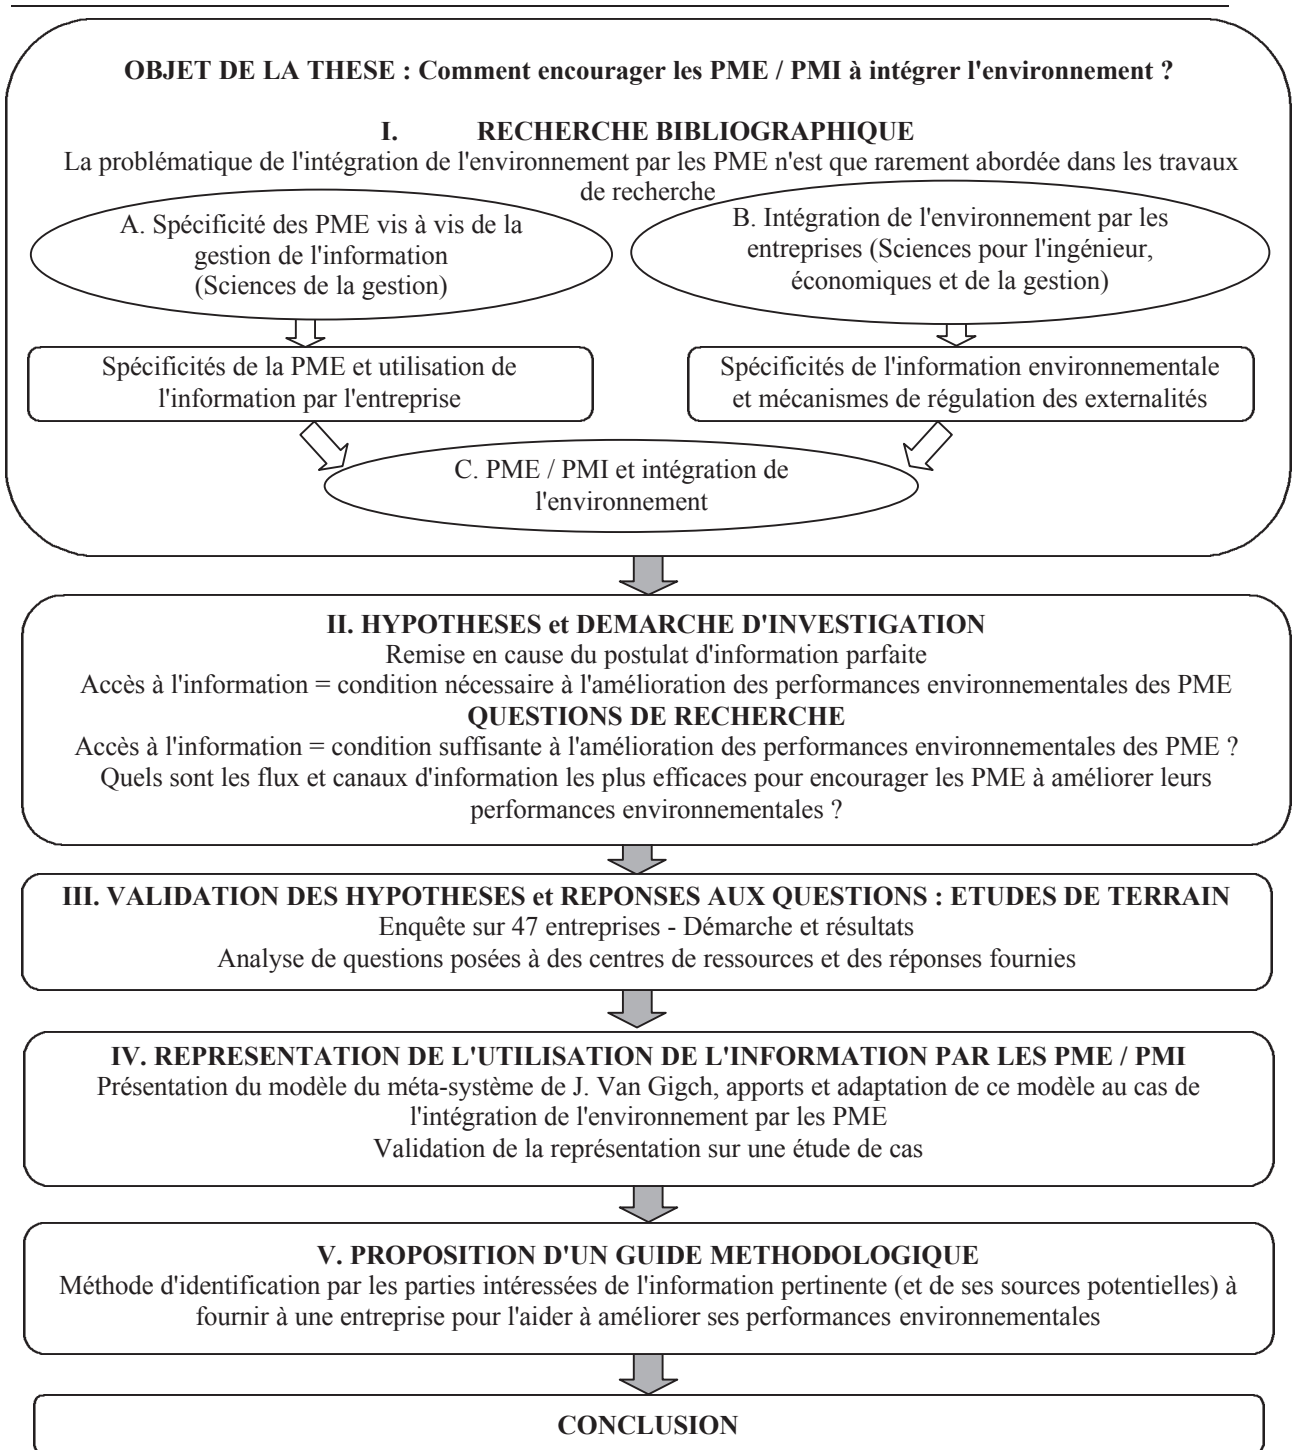 OBJET DE LA THESE : Comment encourager les PME / PMI à intégrer l'environnement ?
I. RECHERCHE BIBLIOGRAPHIQUE
La problématique de l'intégration de l'environnement par les PME n'est que rarement abordée dans les travaux
de recherche
A. Spécificité des PME vis à vis de la
gestion de l'information
(Sciences de la gestion)
B. Intégration de l'environnement par les
entreprises (Sciences pour l'ingénieur,
économiques et de la gestion)
Spécificités de la PME et utilisation de
l'information par l'entreprise
Spécificités de l'information environnementale
et mécanismes de régulation des externalités
C. PME / PMI et intégration de
l'environnement
II. HYPOTHESES et DEMARCHE D'INVESTIGATION
Remise en cause du postulat d'information parfaite
Accès à l'information = condition nécessaire à l'amélioration des performances environnementales des PME
QUESTIONS DE RECHERCHE
Accès à l'information = condition suffisante à l'amélioration des performances environnementales des PME ?
Quels sont les flux et canaux d'information les plus efficaces pour encourager les PME à améliorer leurs
performances environnementales ?
III. VALIDATION DES HYPOTHESES et REPONSES AUX QUESTIONS : ETUDES DE TERRAIN
Enquête sur 47 entreprises - Démarche et résultats
Analyse de questions posées à des centres de ressources et des réponses fournies
IV. REPRESENTATION DE L'UTILISATION DE L'INFORMATION PAR LES PME / PMI
Présentation du modèle du méta-système de J. Van Gigch, apports et adaptation de ce modèle au cas de
l'intégration de l'environnement par les PME
Validation de la représentation sur une étude de cas
V. PROPOSITION D'UN GUIDE METHODOLOGIQUE
Méthode d'identification par les parties intéressées de l'information pertinente (et de ses sources potentielles) à
fournir à une entreprise pour l'aider à améliorer ses performances environnementales
CONCLUSION